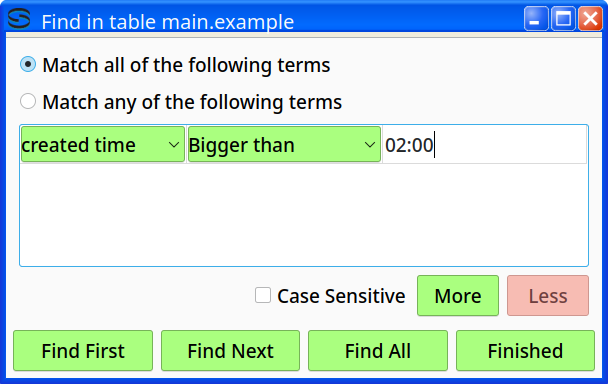 Find in table main.example
Match all of the following terms
Match any of the following terms
created time Bigger than 02:00
Case Sensitive More Less
Find First Find Next Find All Finished